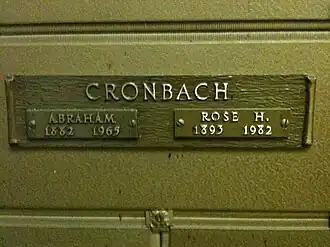 CRONBACH
ABRAHAM
1882 1965
ROSE H.
1893 1982